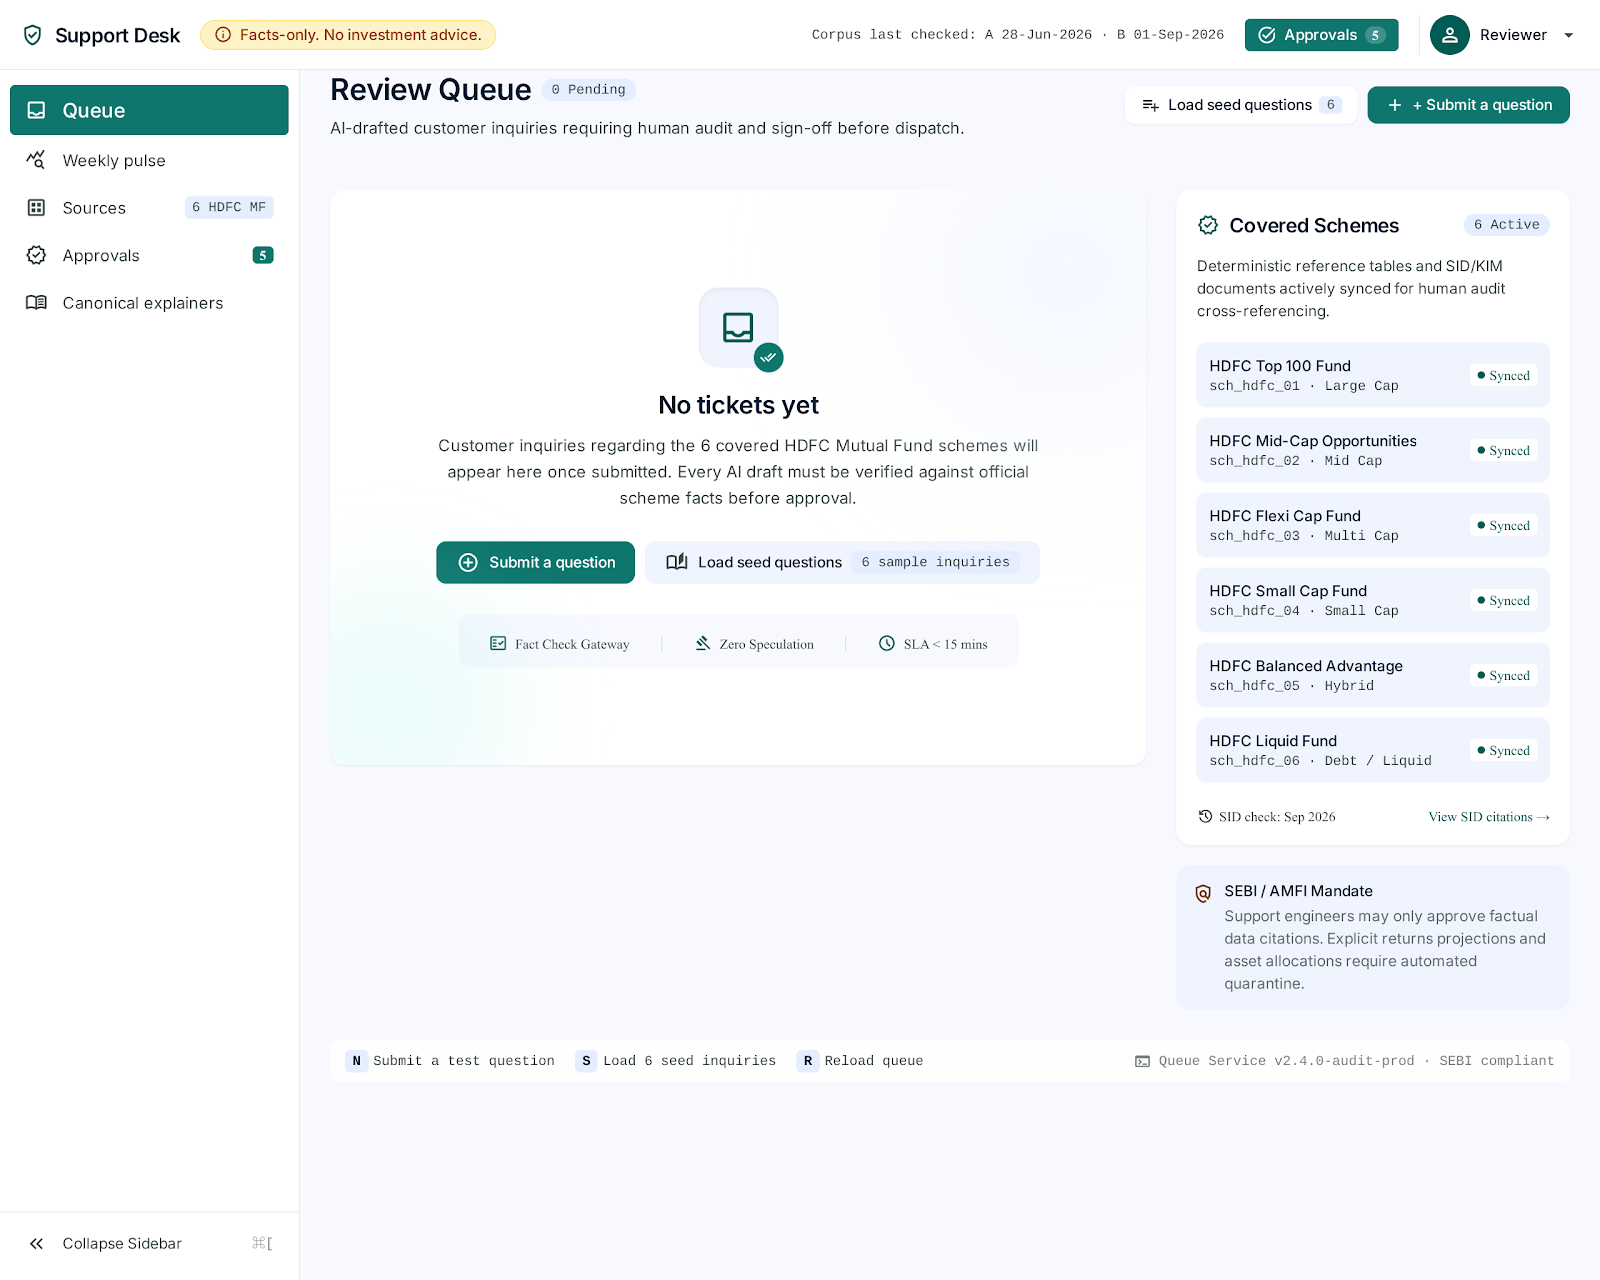 Support Desk
Facts-only. No investment advice.
Corpus last checked: A 28-Jun-2026 · B 01-Sep-2026
Approvals 5
Reviewer
Queue
Weekly pulse
Sources 6 HDFC MF
Approvals 5
Canonical explainers
Collapse Sidebar ⌘[
Review Queue 0 Pending
AI-drafted customer inquiries requiring human audit and sign-off before dispatch.
Load seed questions 6
+ Submit a question
No tickets yet
Customer inquiries regarding the 6 covered HDFC Mutual Fund schemes will
appear here once submitted. Every AI draft must be verified against official
scheme facts before approval.
Submit a question
Load seed questions 6 sample inquiries
Fact Check Gateway
Zero Speculation
SLA < 15 mins
Covered Schemes 6 Active
Deterministic reference tables and SID/KIM
documents actively synced for human audit
cross-referencing.
HDFC Top 100 Fund
sch_hdfc_01 · Large Cap
Synced
HDFC Mid-Cap Opportunities
sch_hdfc_02 · Mid Cap
Synced
HDFC Flexi Cap Fund
sch_hdfc_03 · Multi Cap
Synced
HDFC Small Cap Fund
sch_hdfc_04 · Small Cap
Synced
HDFC Balanced Advantage
sch_hdfc_05 · Hybrid
Synced
HDFC Liquid Fund
sch_hdfc_06 · Debt / Liquid
Synced
SID check: Sep 2026
View SID citations →
SEBI / AMFI Mandate
Support engineers may only approve factual
data citations. Explicit returns projections and
asset allocations require automated
quarantine.
N Submit a test question
S Load 6 seed inquiries
R Reload queue
Queue Service v2.4.0-audit-prod · SEBI compliant